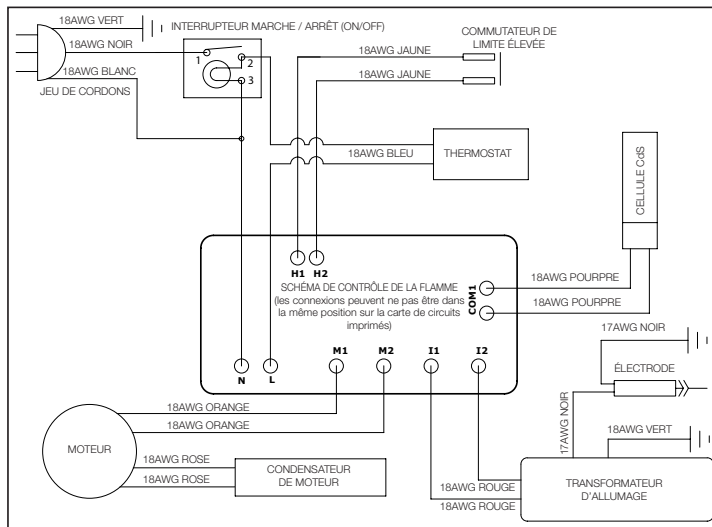 18AWG VERT
INTERRUPTEUR MARCHE / ARRÊT (ON/OFF)
18AWG NOIR
1
2
3
18AWG BLANC
JEU DE CORDONS
COMMUTATEUR DE
LIMITE ÉLEVÉE
18AWG JAUNE
18AWG JAUNE
18AWG BLEU
THERMOSTAT
CELLULE CdS
H1
H2
SCHÉMA DE CONTRÔLE DE LA FLAMME
(les connexions peuvent ne pas être dans
la même position sur la carte de circuits
imprimés)
COM1
18AWG POURPRE
18AWG POURPRE
N
L
M1
M2
I1
I2
17AWG NOIR
ÉLECTRODE
17AWG NOIR
18AWG VERT
18AWG ORANGE
18AWG ORANGE
MOTEUR
18AWG ROSE
18AWG ROSE
CONDENSATEUR
DE MOTEUR
18AWG ROUGE
18AWG ROUGE
TRANSFORMATEUR
D'ALLUMAGE